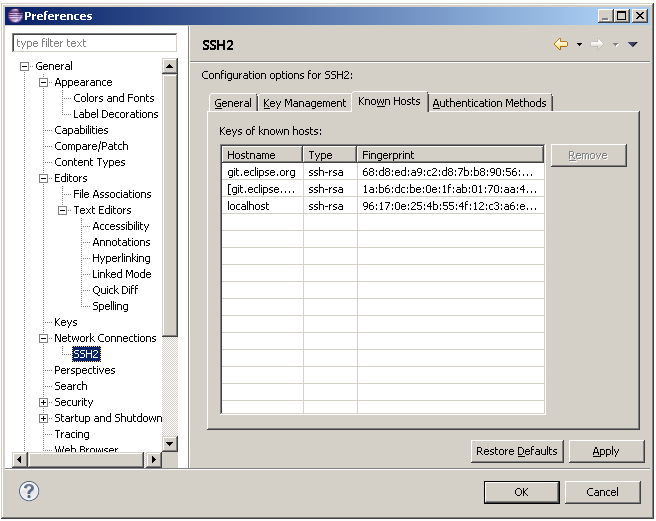 Preferences
type filter text
General
Appearance
Colors and Fonts
Label Decorations
Capabilities
Compare/Patch
Content Types
Editors
File Associations
Text Editors
Accessibility
Annotations
Hyperlinking
Linked Mode
Quick Diff
Spelling
Keys
Network Connections
SSH2
Perspectives
Search
Security
Startup and Shutdown
Tracing
Web Browser
SSH2
Configuration options for SSH2:
General Key Management Known Hosts Authentication Methods
Keys of known hosts:
Hostname Type Fingerprint
git.eclipse.org ssh-rsa 68:d8:ed:a9:c2:d8:7b:b8:90:56:...
[git.eclipse.... ssh-rsa 1a:b6:dc:be:0e:1f:ab:01:70:aa:4...
localhost ssh-rsa 96:17:0e:25:4b:55:4f:12:c3:a6:e...
Remove
Restore Defaults Apply
? OK Cancel